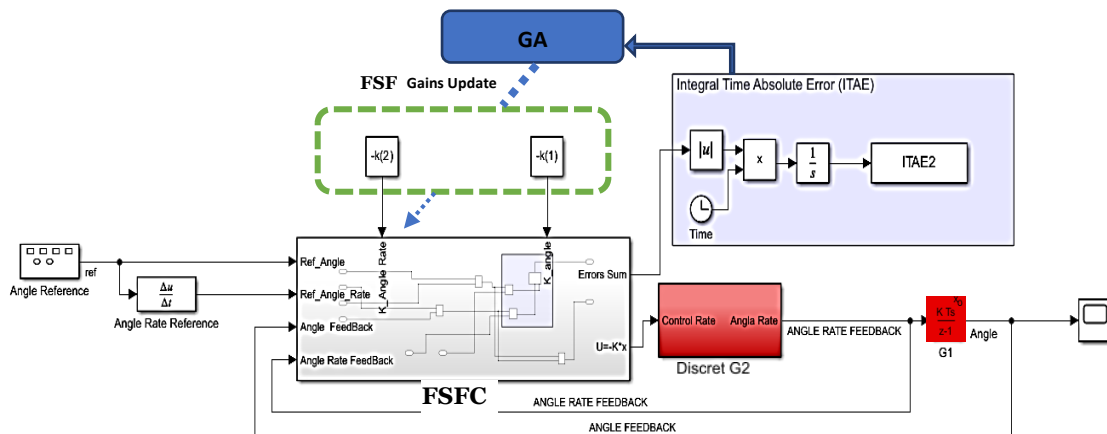 GA
FSF Gains Update
Integral Time Absolute Error (ITAE)
-k(2)
-k(1)
|u|
x
1
s
ITAE2
Time
ref
Angle Reference
Δu
Δt
Angle Rate Reference
Ref_Angle
Ref_Angle_Rate
Angle FeedBack
Angle Rate FeedBack
K_Angle Rate
K_angle
Errors Sum
U=-K*x
FSFC
Control Rate
Angla Rate
Discret G2
ANGLE RATE FEEDBACK
K Ts
z-1
x0
G1
Angle
ANGLE RATE FEEDBACK
ANGLE FEEDBACK